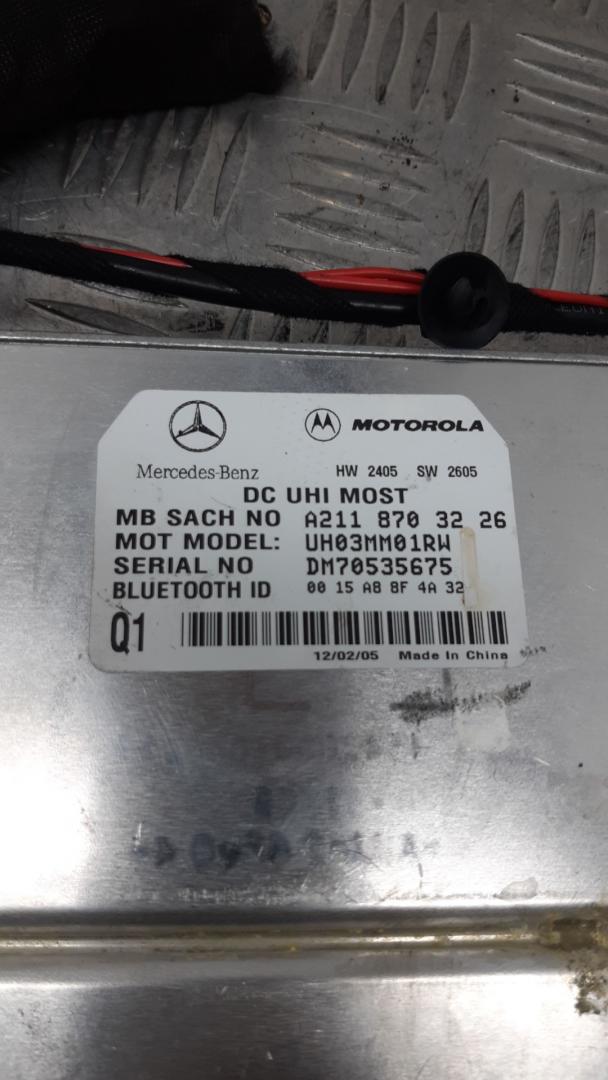 Mercedes-Benz
MOTOROLA
HW 2405 SW 2605
DC UHI MOST
MB SACH NO A211 870 32 26
MOT MODEL: UH03MM01RW
SERIAL NO DM70535675
BLUETOOTH ID 00 15 A8 8F 4A 32
Q1
12/02/05 Made In China